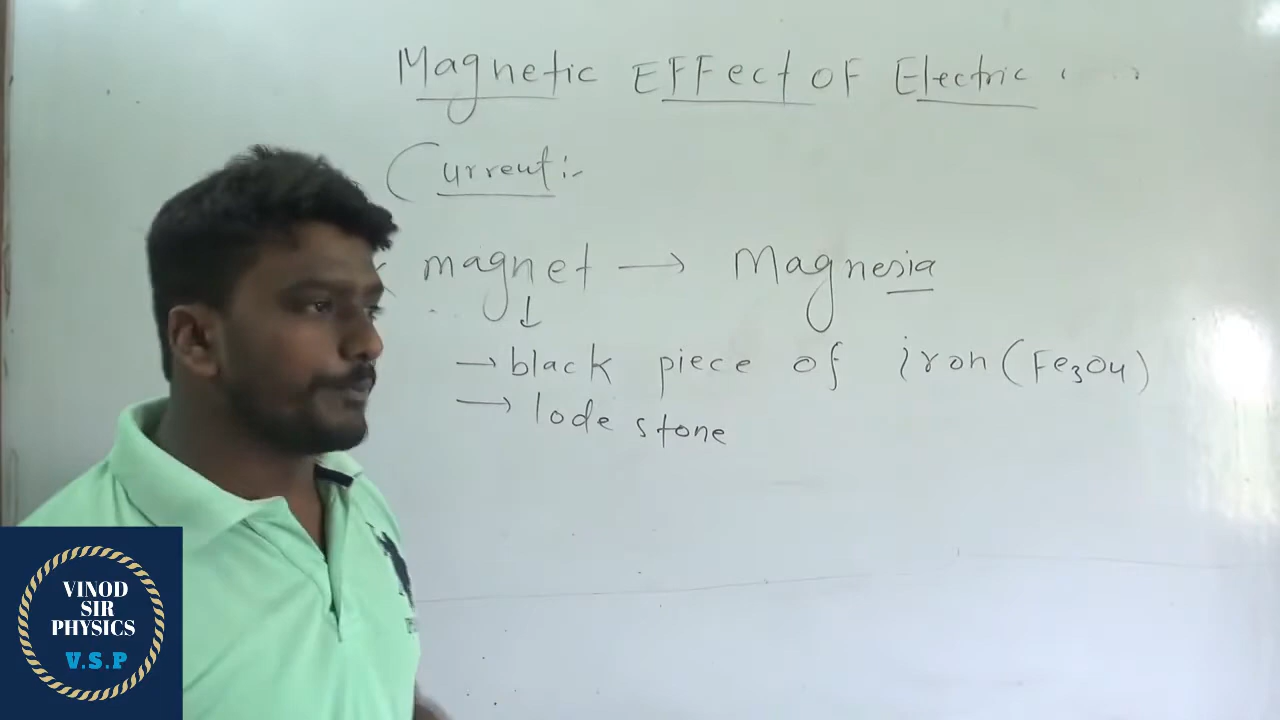 Magnetic EFFect OF Electric
Current:-
magnet → Magnesia
↓
→ black piece of iron (Fe3O4)
→ lode stone
VINOD
SIR
PHYSICS
V.S.P